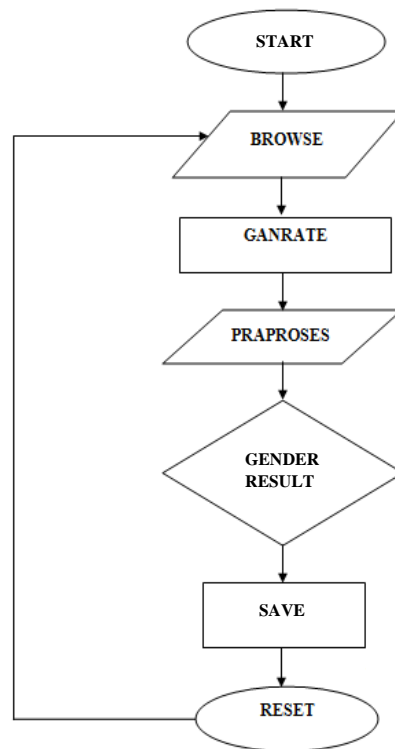 START
BROWSE
GANRATE
PRAPROSES
GENDER
RESULT
SAVE
RESET